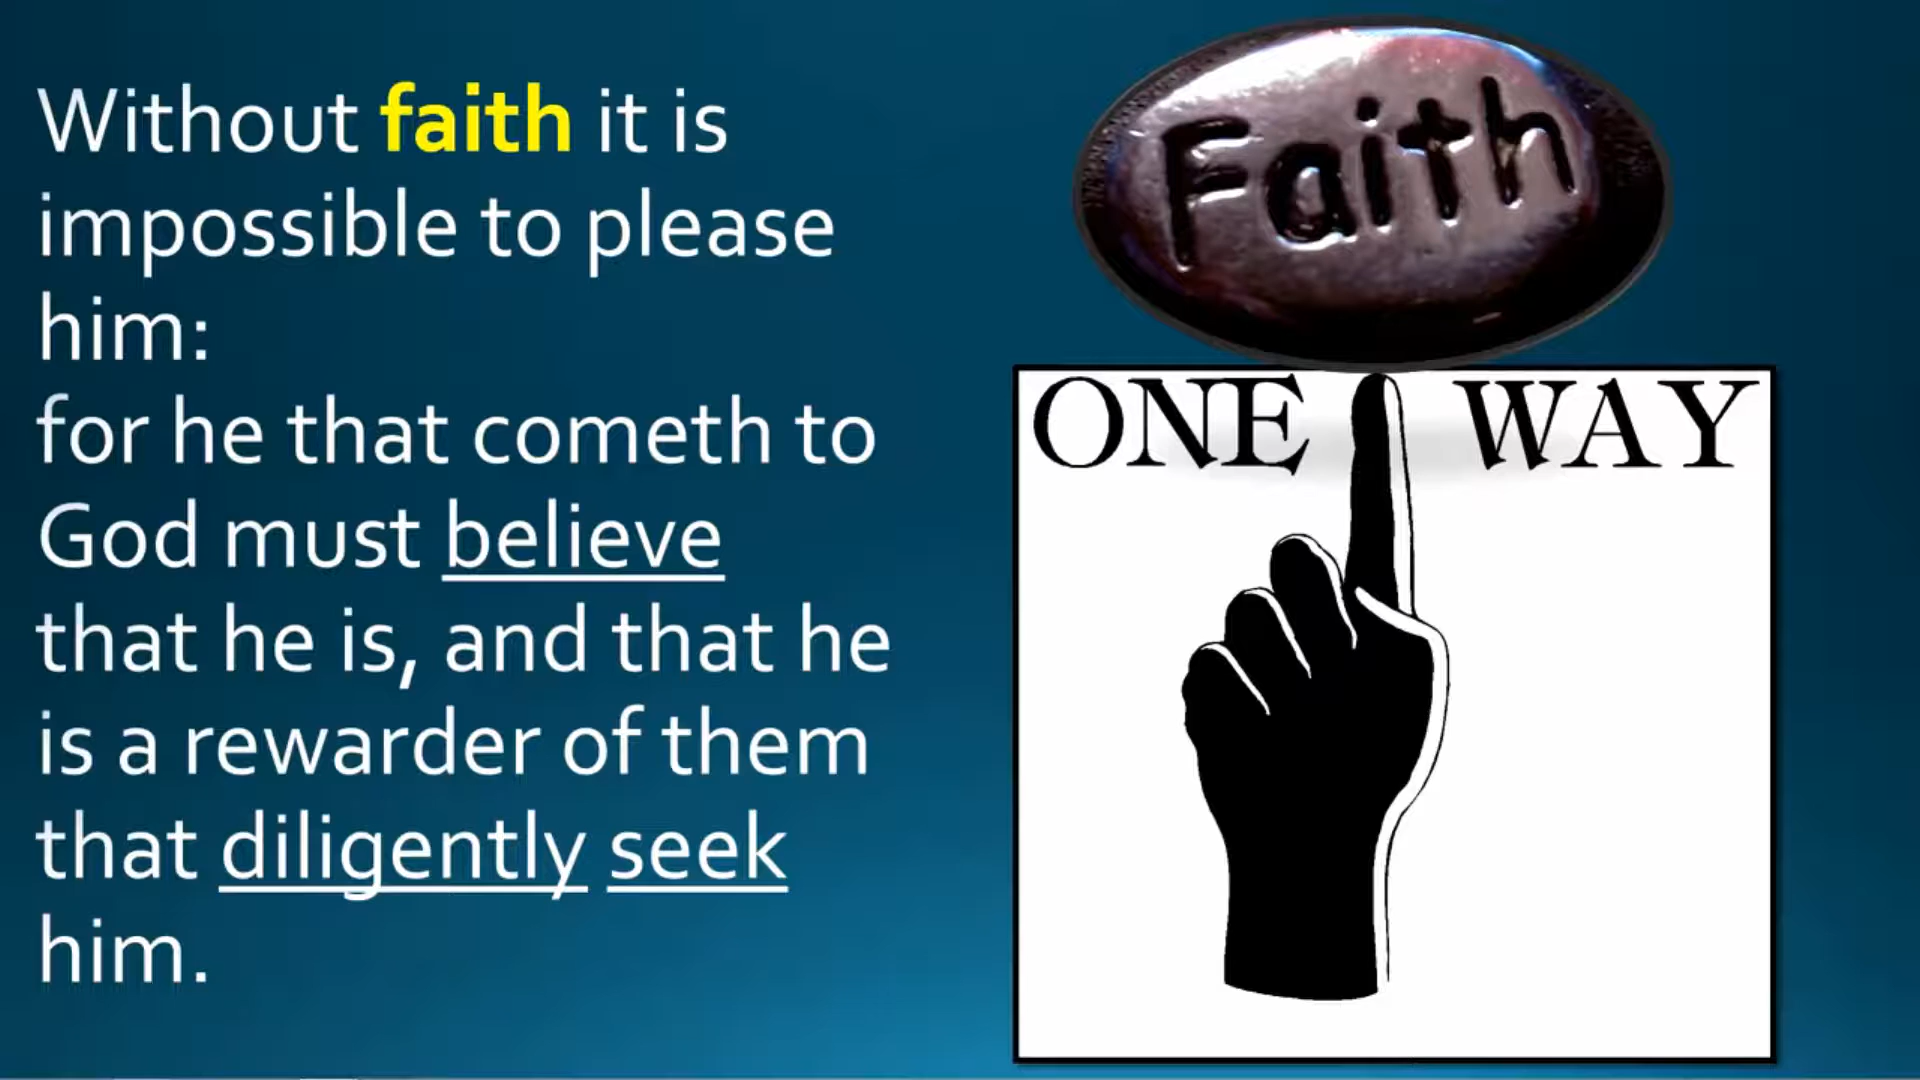 Without faith it is
impossible to please
him:
for he that cometh to
God must believe
that he is, and that he
is a rewarder of them
that diligently seek
him.
Faith
ONE WAY